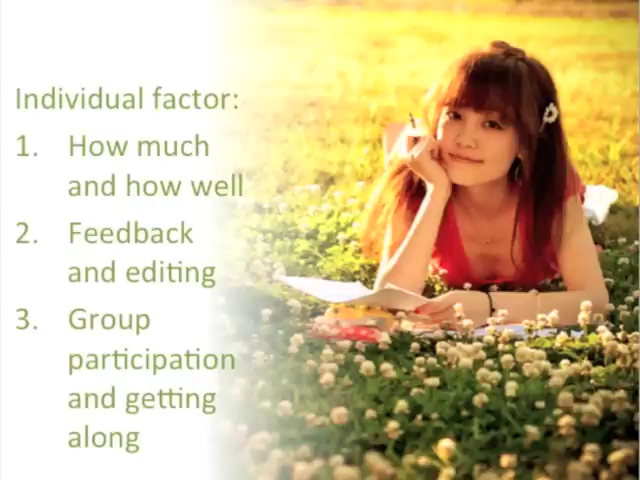 Individual factor:
1. How much
and how well
2. Feedback
and editing
3. Group
participation
and getting
along